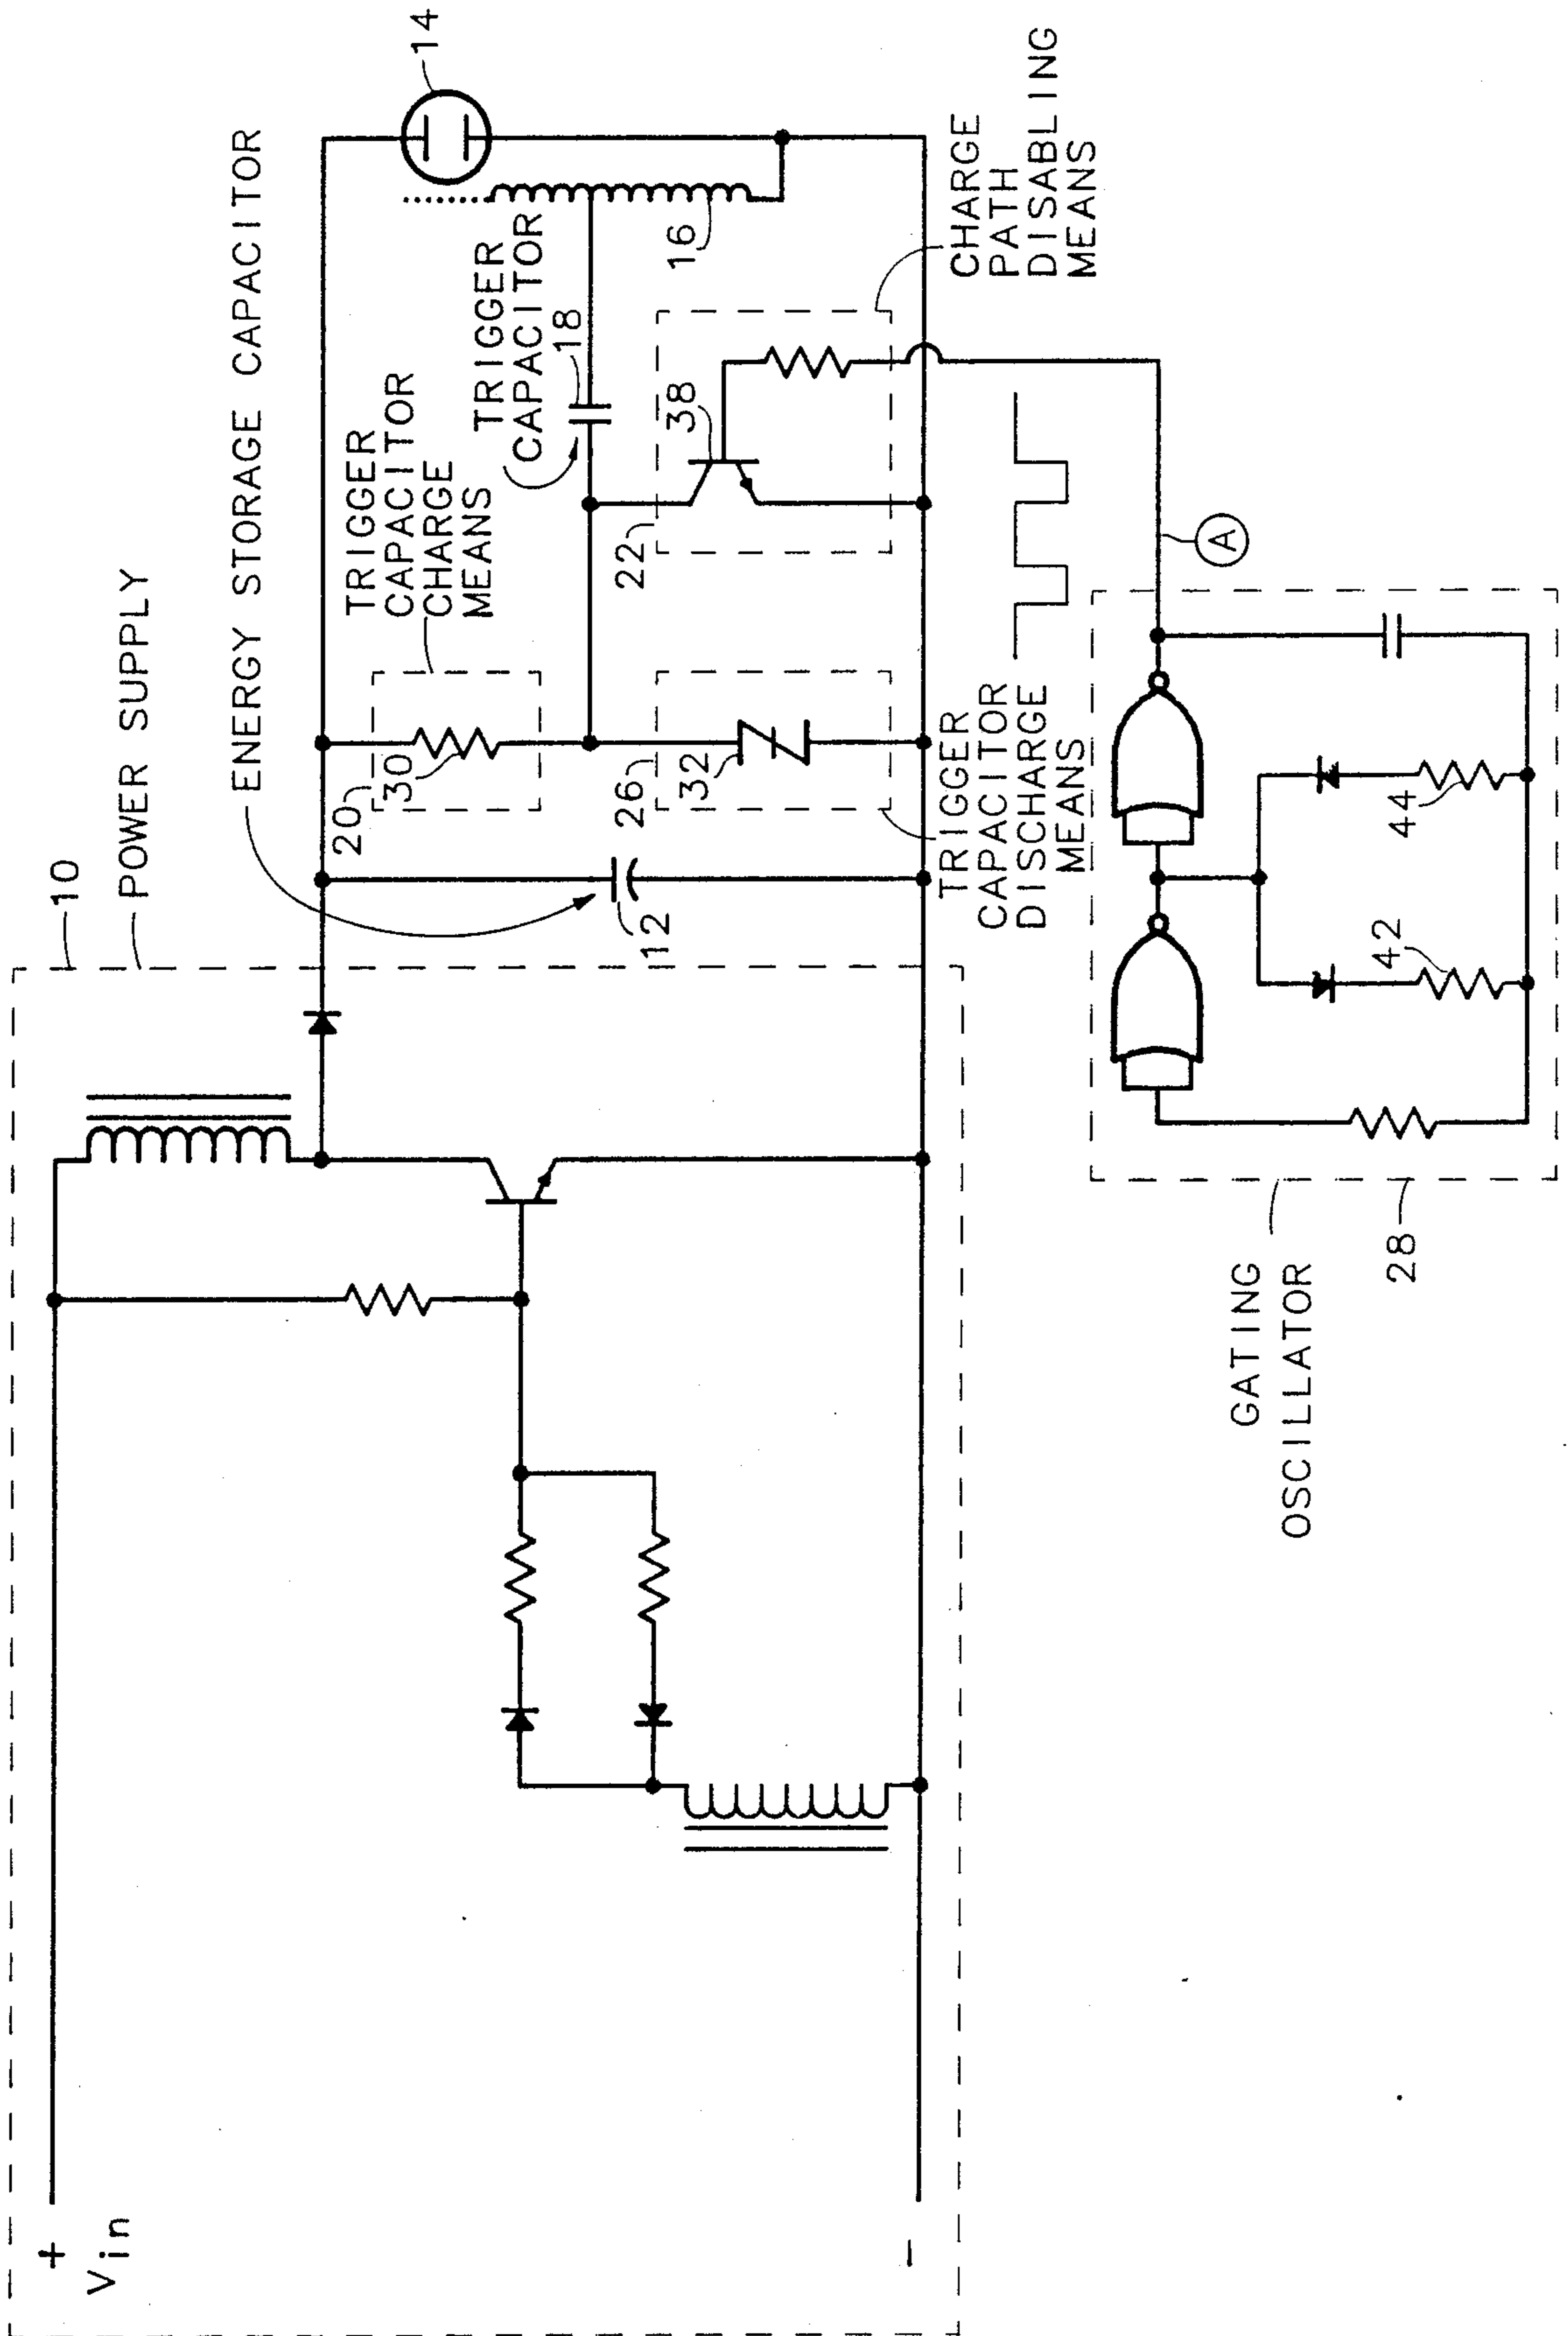 10
POWER SUPPLY
ENERGY STORAGE CAPACITOR
TRIGGER
CAPACITOR
CHARGE
MEANS
20
30
TRIGGER
CAPACITOR
18
14
16
12
26
32
22
38
CHARGE
PATH
DISABLING
MEANS
TRIGGER
CAPACITOR
DISCHARGE
MEANS
A
42
44
GATING
OSCILLATOR
28
+
Vin
−